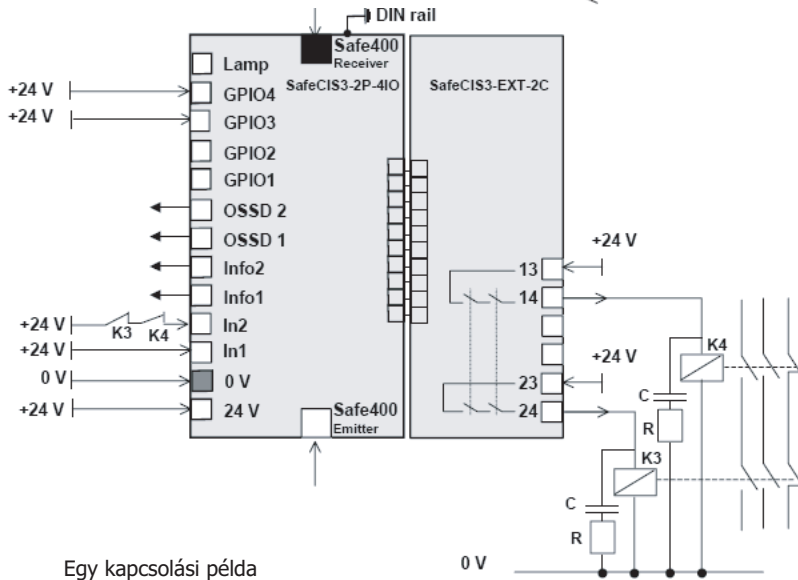 DIN rail
Safe400
Receiver
SafeCIS3-2P-4IO
SafeCIS3-EXT-2C
Lamp
+24 V
GPIO4
+24 V
GPIO3
GPIO2
GPIO1
OSSD 2
OSSD 1
Info2
Info1
+24 V
K3
K4
In2
+24 V
In1
0 V
0 V
+24 V
24 V
Safe400
Emitter
+24 V
13
14
+24 V
23
24
K4
C
R
K3
C
R
0 V
Egy kapcsolási példa